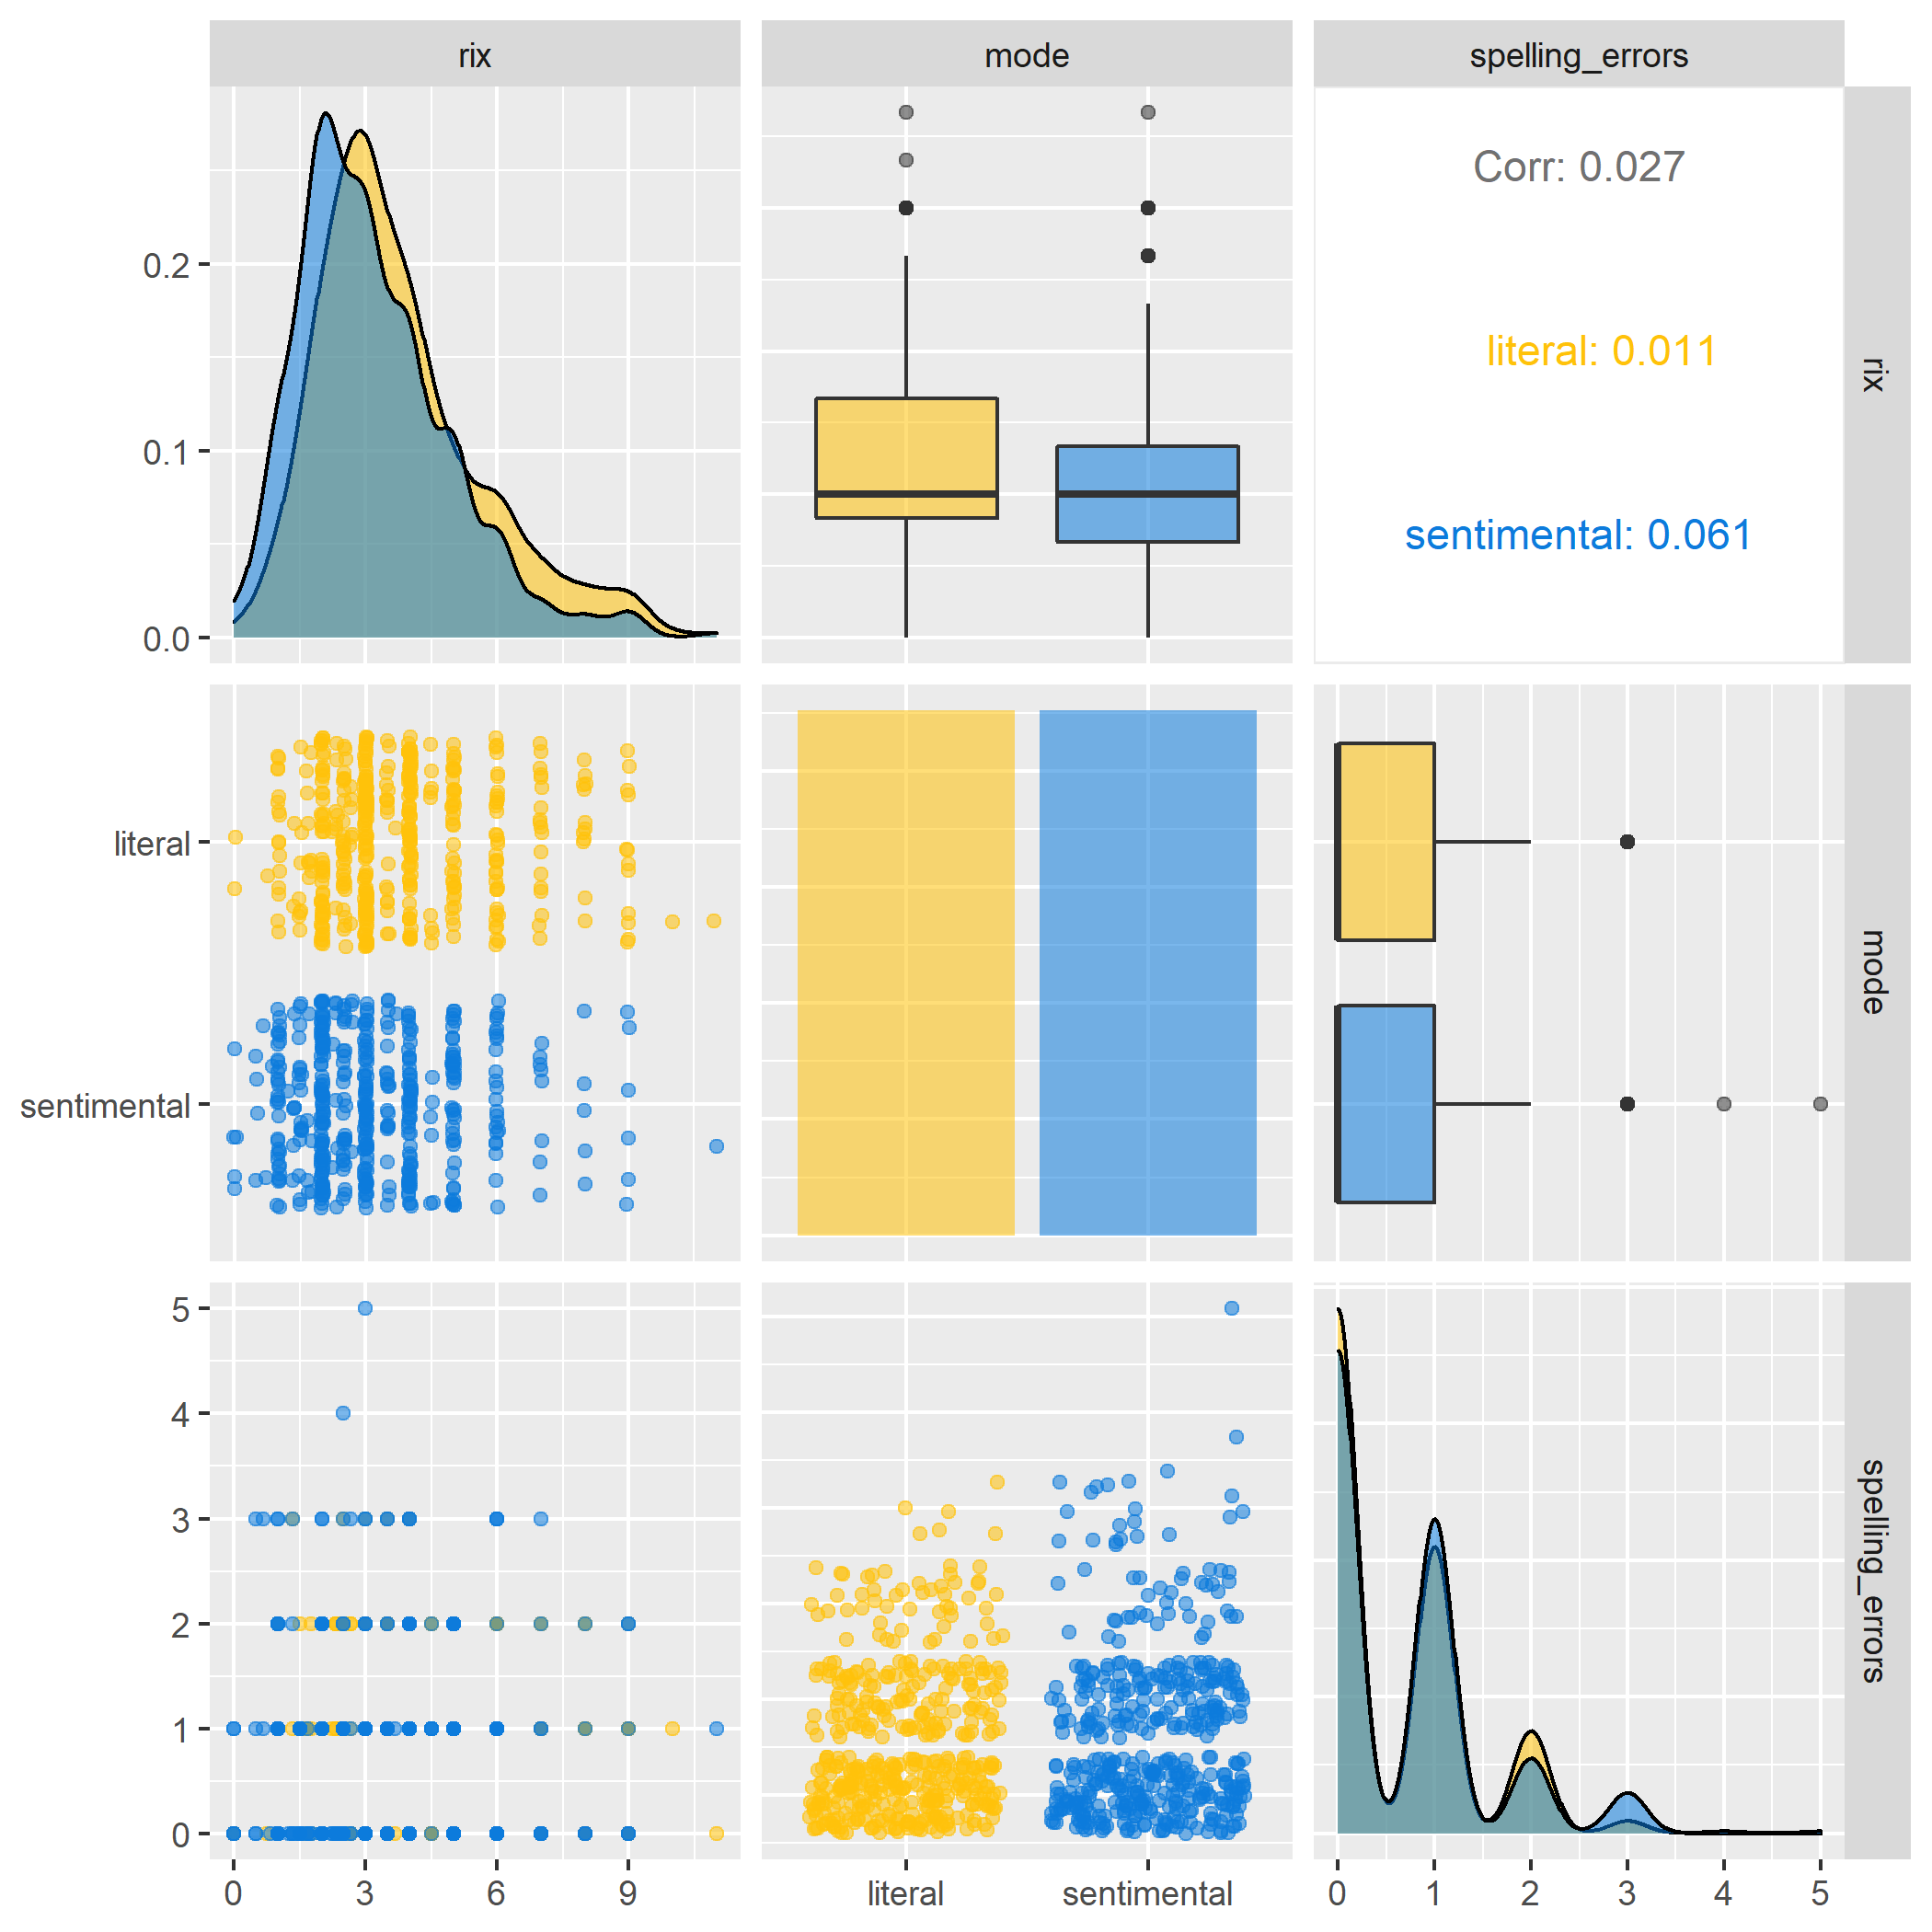 rix mode spelling_errors
0.2
0.1
0.0
Corr: 0.027
literal: 0.011
sentimental: 0.061
rix
literal
sentimental
mode
5
4
3
2
1
0
spelling_errors
0 3 6 9
literal sentimental
0 1 2 3 4 5